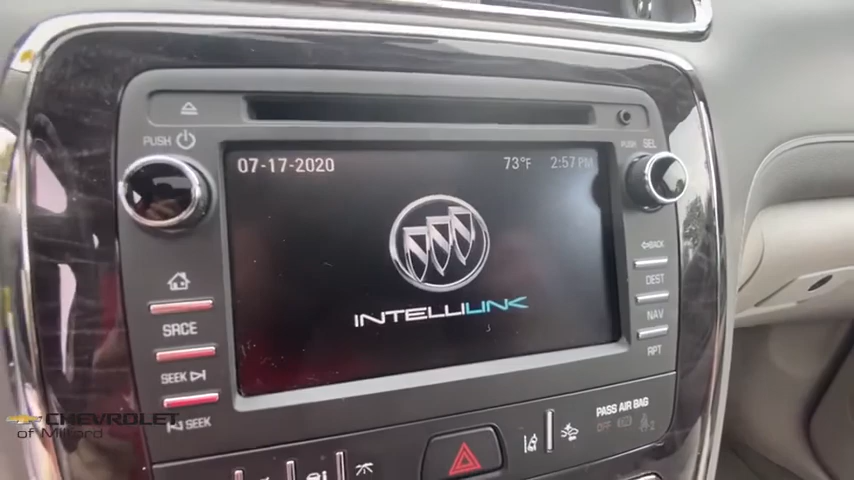 PUSH
PUSH
SEL
07-17-2020
73°F
2:57 PM
BACK
DEST
NAV
RPT
SRCE
SEEK
SEEK
INTELLILINK
PASS AIR BAG
OFF
CHEVROLET
of Milford